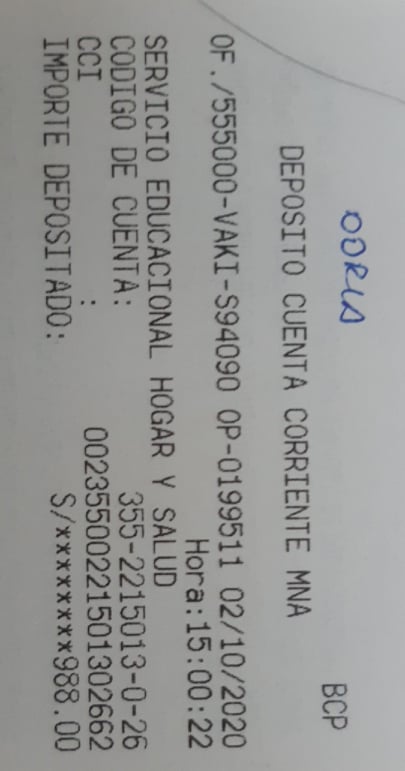 ODRIA
BCP
DEPOSITO CUENTA CORRIENTE MNA
OF./555000-VAKI-S94090 OP-0199511 02/10/2020
Hora:15:00:22
SERVICIO EDUCACIONAL HOGAR Y SALUD
CODIGO DE CUENTA: 355-2215013-0-26
CCI : 00235500221501302662
IMPORTE DEPOSITADO: S/********988.00